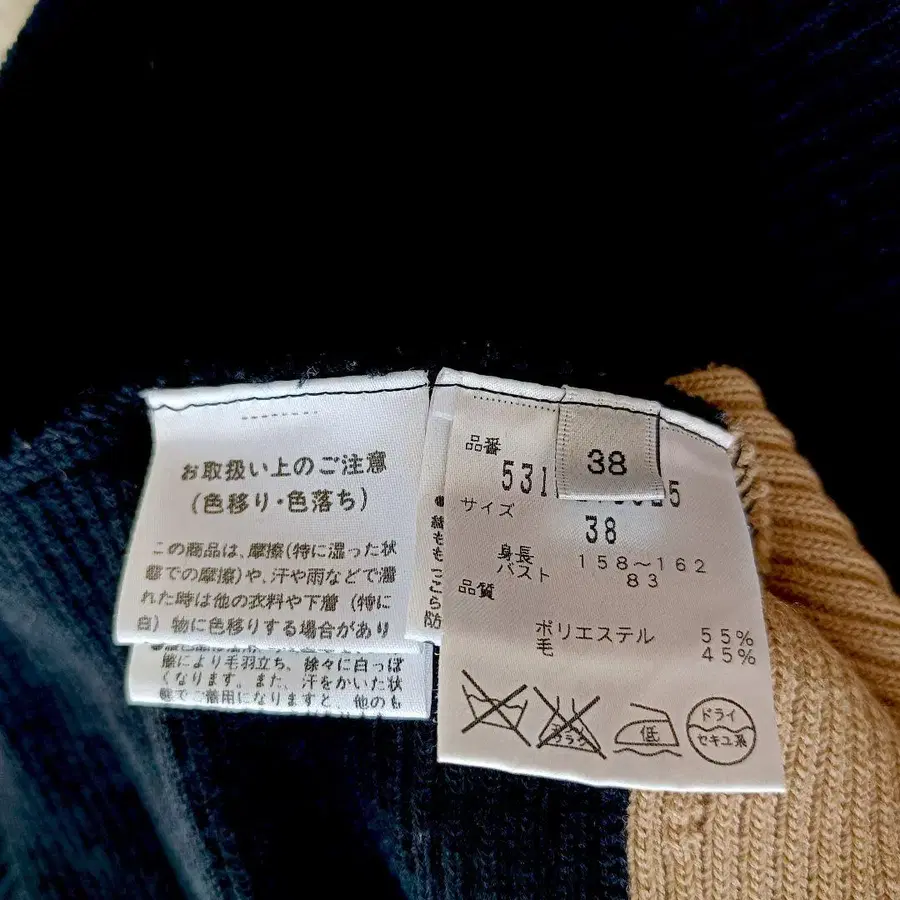 お取扱い上のご注意
(色移り・色落ち)
この商品は、摩擦(特に湿った状
態での摩擦)や、汗や雨などで濡
れた時は他の衣料や下着(特に
白)物に色移りする場合があり
擦により毛羽立ち、徐々に白っぽ
くなります。また、汗をかいた状
態でご着用になりますと、他のも
品番
38
サイズ
38
身長 158～162
バスト 83
品質
ポリエステル 55%
毛 45%
低
ドライ
セキユ系